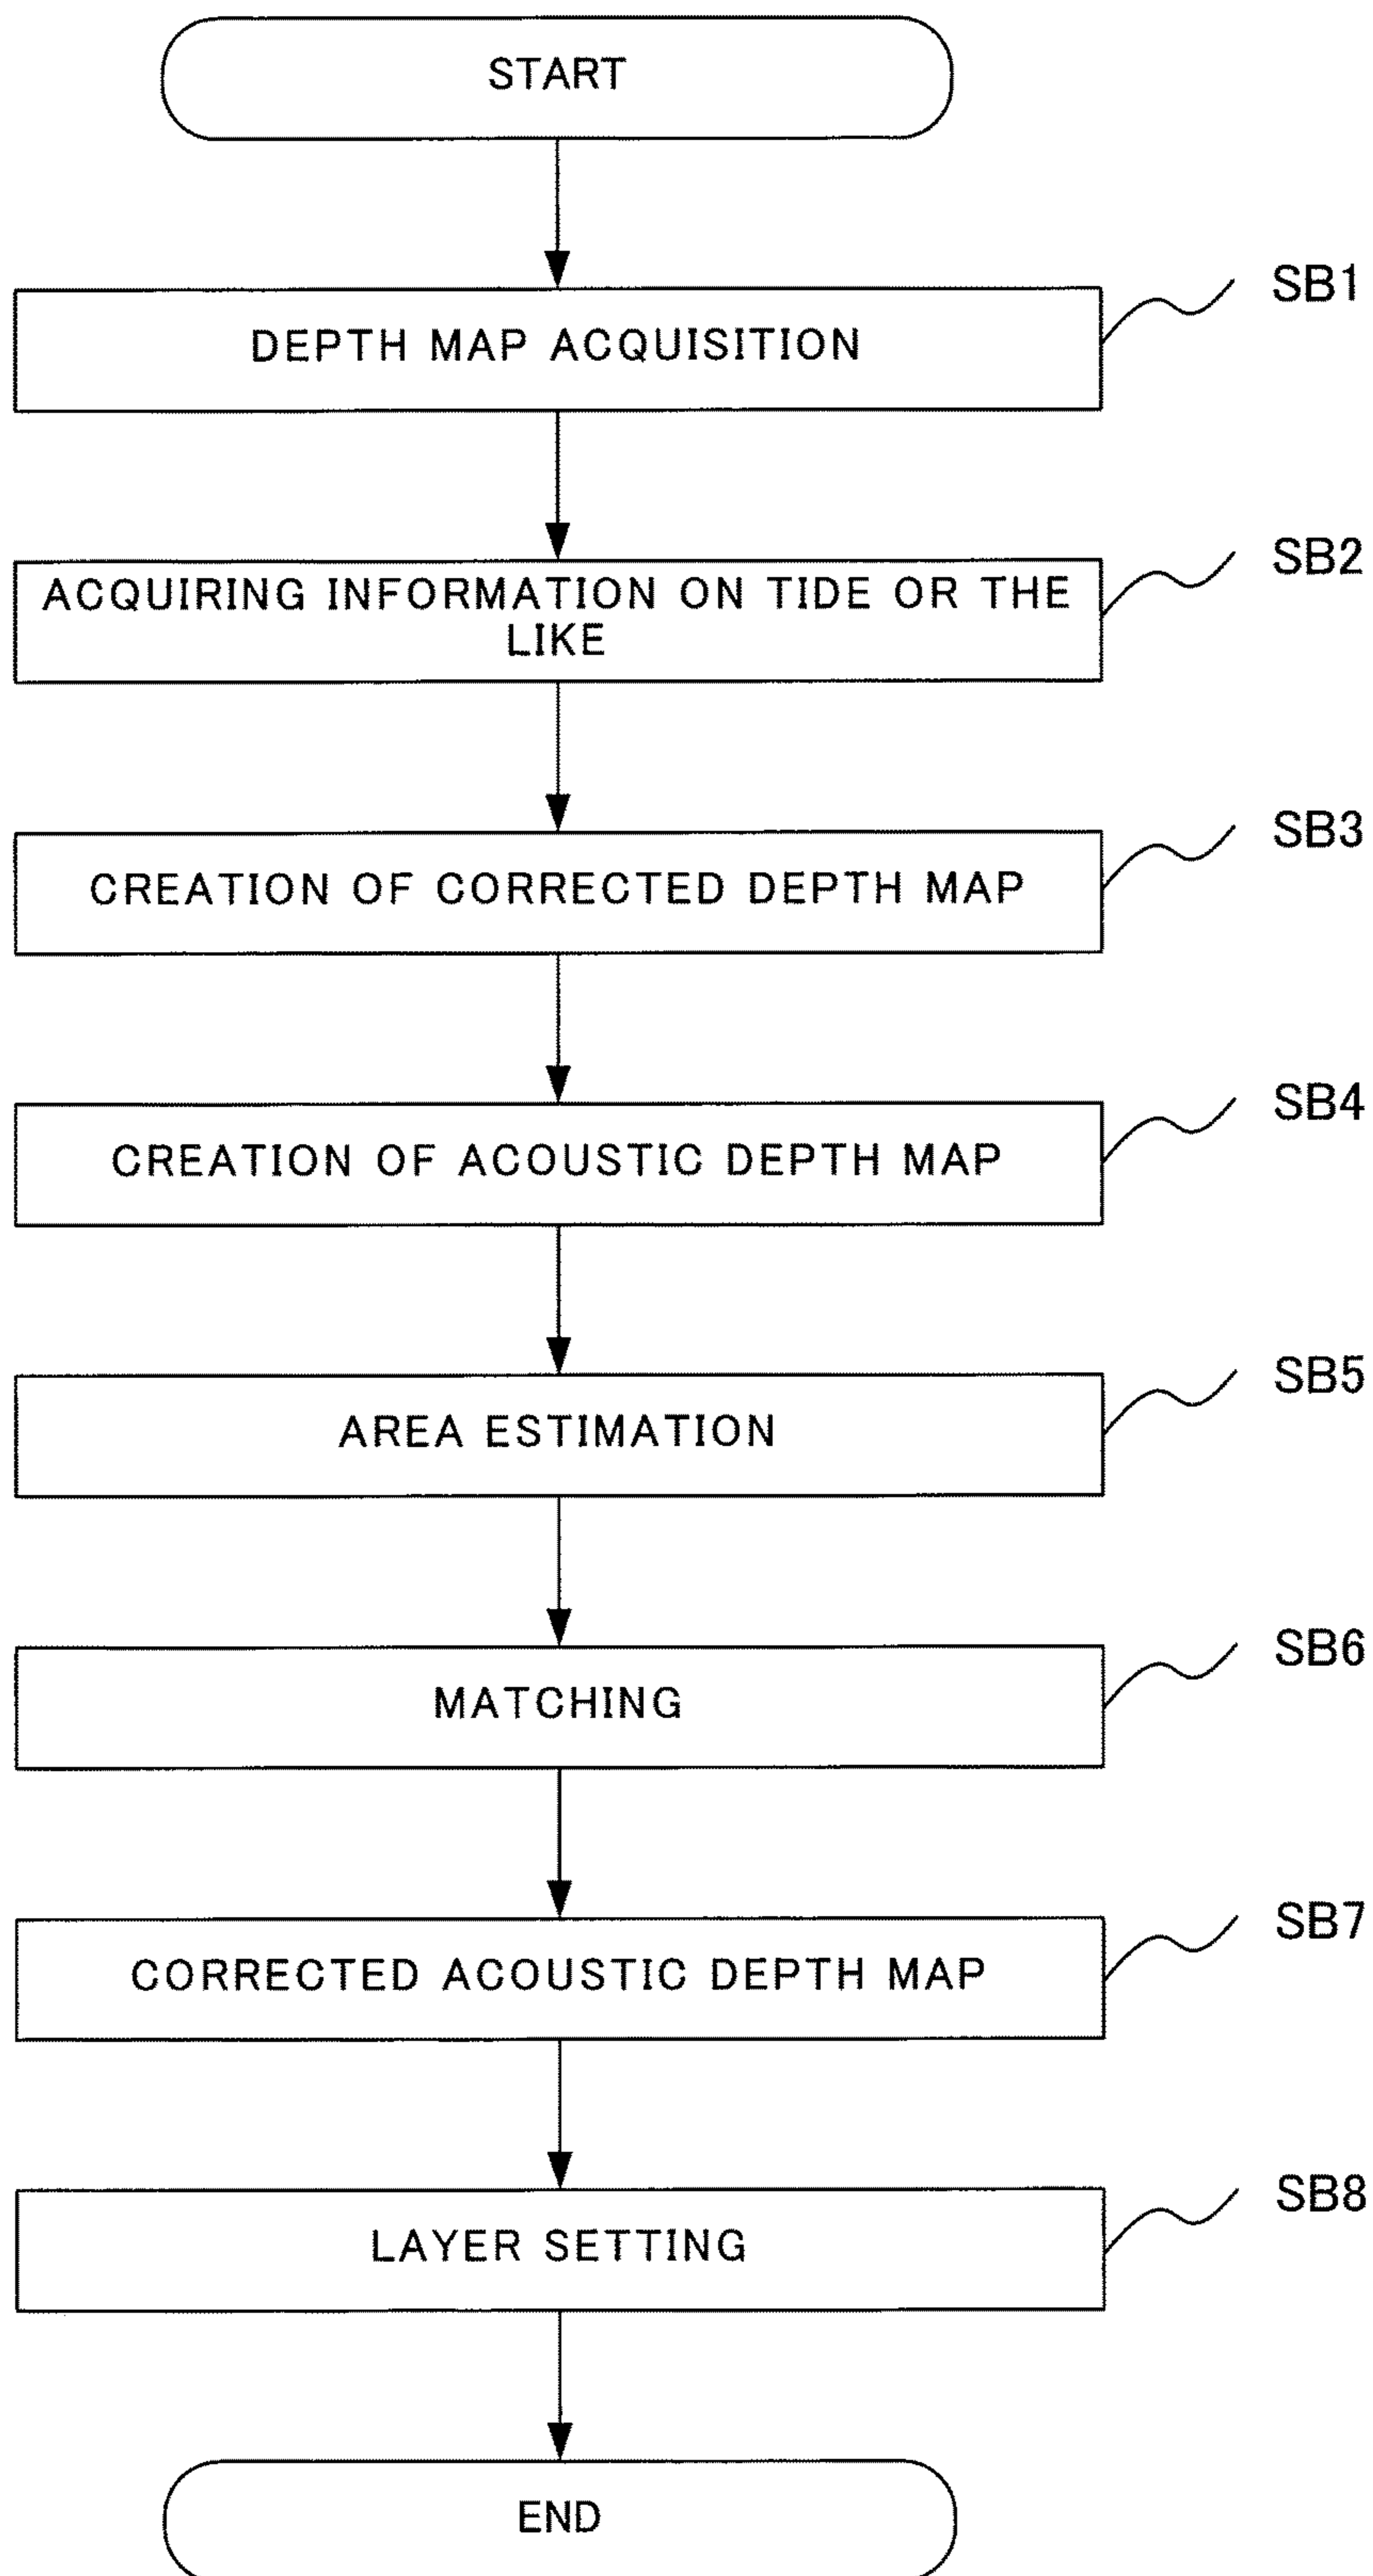 START
DEPTH MAP ACQUISITION
SB1
ACQUIRING INFORMATION ON TIDE OR THE
LIKE
SB2
CREATION OF CORRECTED DEPTH MAP
SB3
CREATION OF ACOUSTIC DEPTH MAP
SB4
AREA ESTIMATION
SB5
MATCHING
SB6
CORRECTED ACOUSTIC DEPTH MAP
SB7
LAYER SETTING
SB8
END